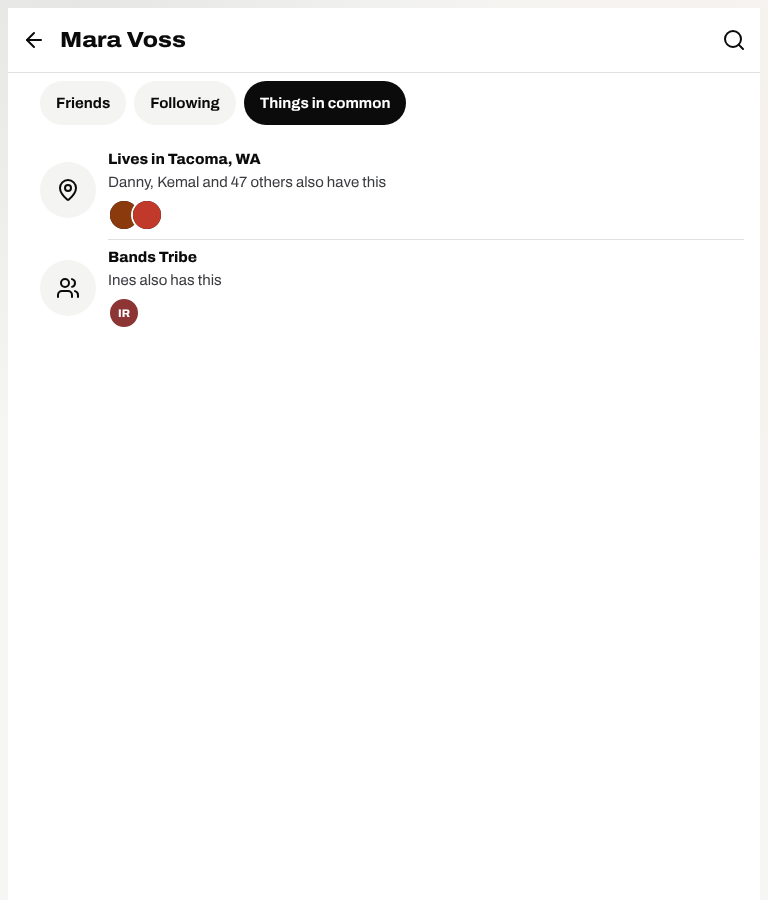 Mara Voss
Friends
Following
Things in common
Lives in Tacoma, WA
Danny, Kemal and 47 others also have this
Bands Tribe
Ines also has this
IR